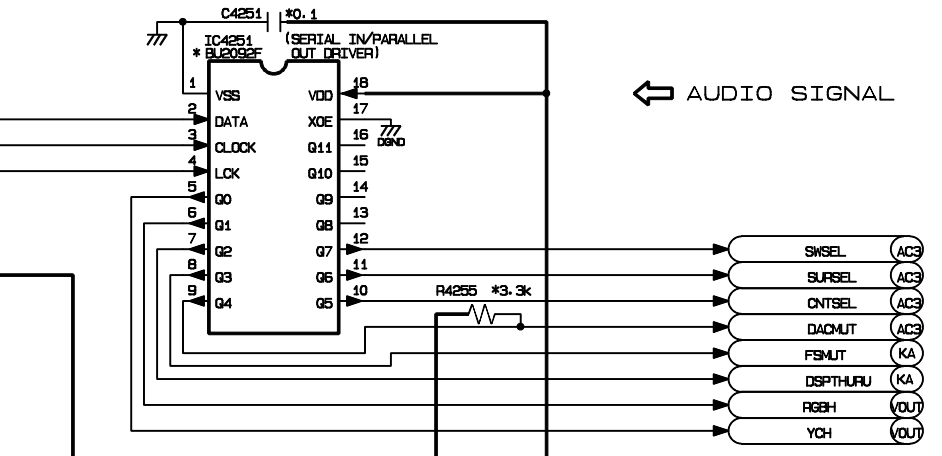 C4251 *0.1
IC4251 (SERIAL IN/PARALLEL
* BU2092F OUT DRIVER)
1 VSS VDD 18
2 DATA XOE 17
DGND
3 CLOCK Q11 16
4 LCK Q10 15
5 Q0 Q9 14
6 Q1 Q8 13
7 Q2 Q7 12
8 Q3 Q6 11
9 Q4 Q5 10
AUDIO SIGNAL
R4255 *3.3k
SWSEL AC3
SURSEL AC3
CNTSEL AC3
DACMUT AC3
FSMUT KA
DSPTHURU KA
RGBH VOUT
YCH VOUT